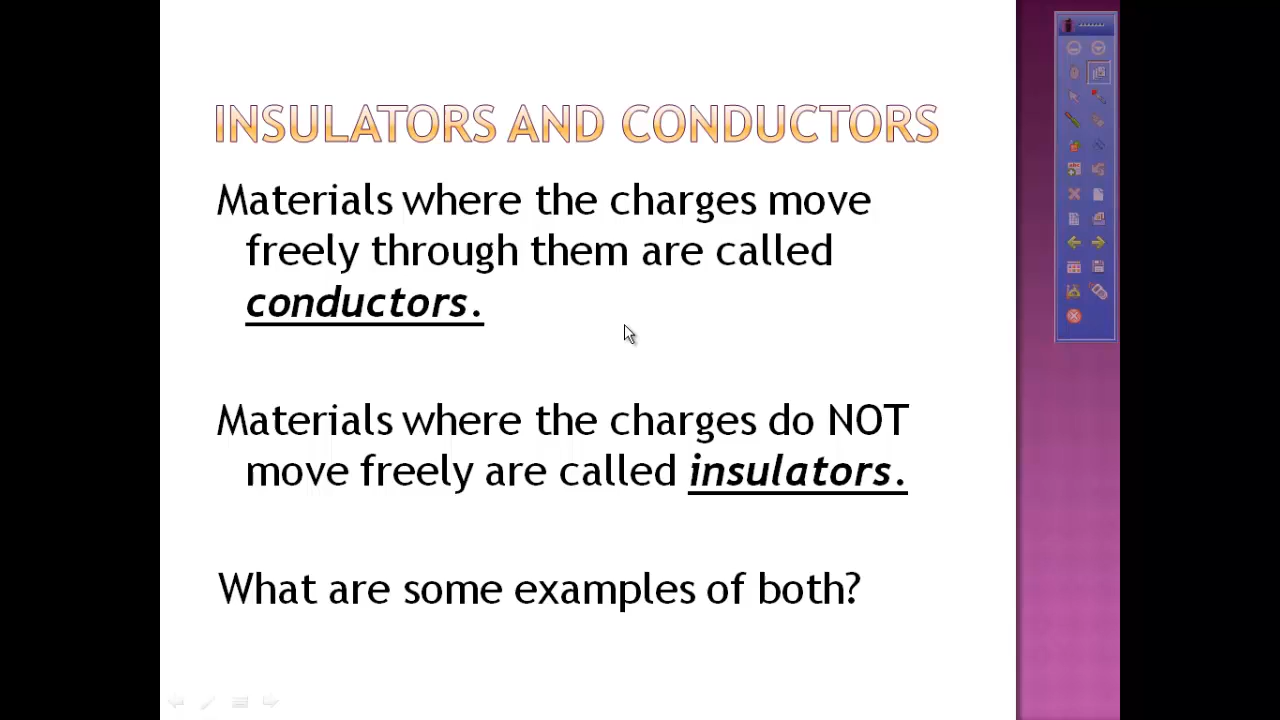 INSULATORS AND CONDUCTORS
Materials where the charges move
freely through them are called
conductors.
Materials where the charges do NOT
move freely are called insulators.
What are some examples of both?